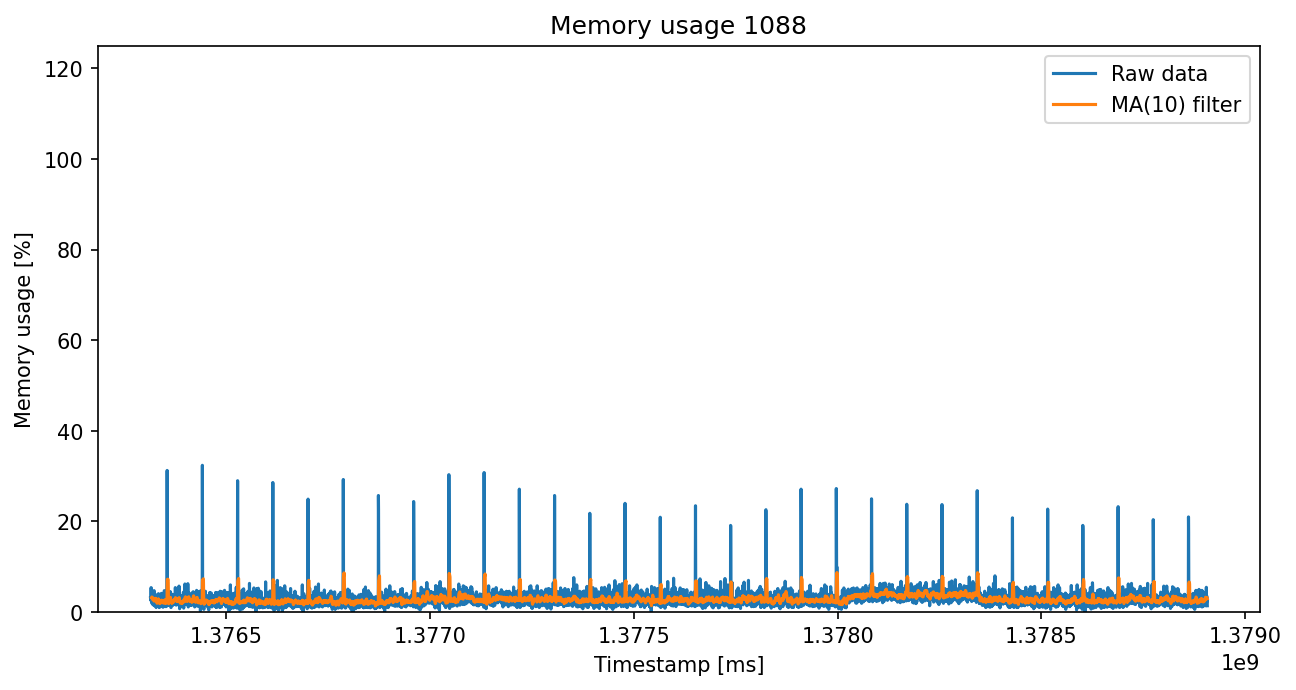 Memory usage 1088
Raw data
MA(10) filter
Memory usage [%]
120
100
80
60
40
20
0
1.3765 1.3770 1.3775 1.3780 1.3785 1.3790
1e9
Timestamp [ms]